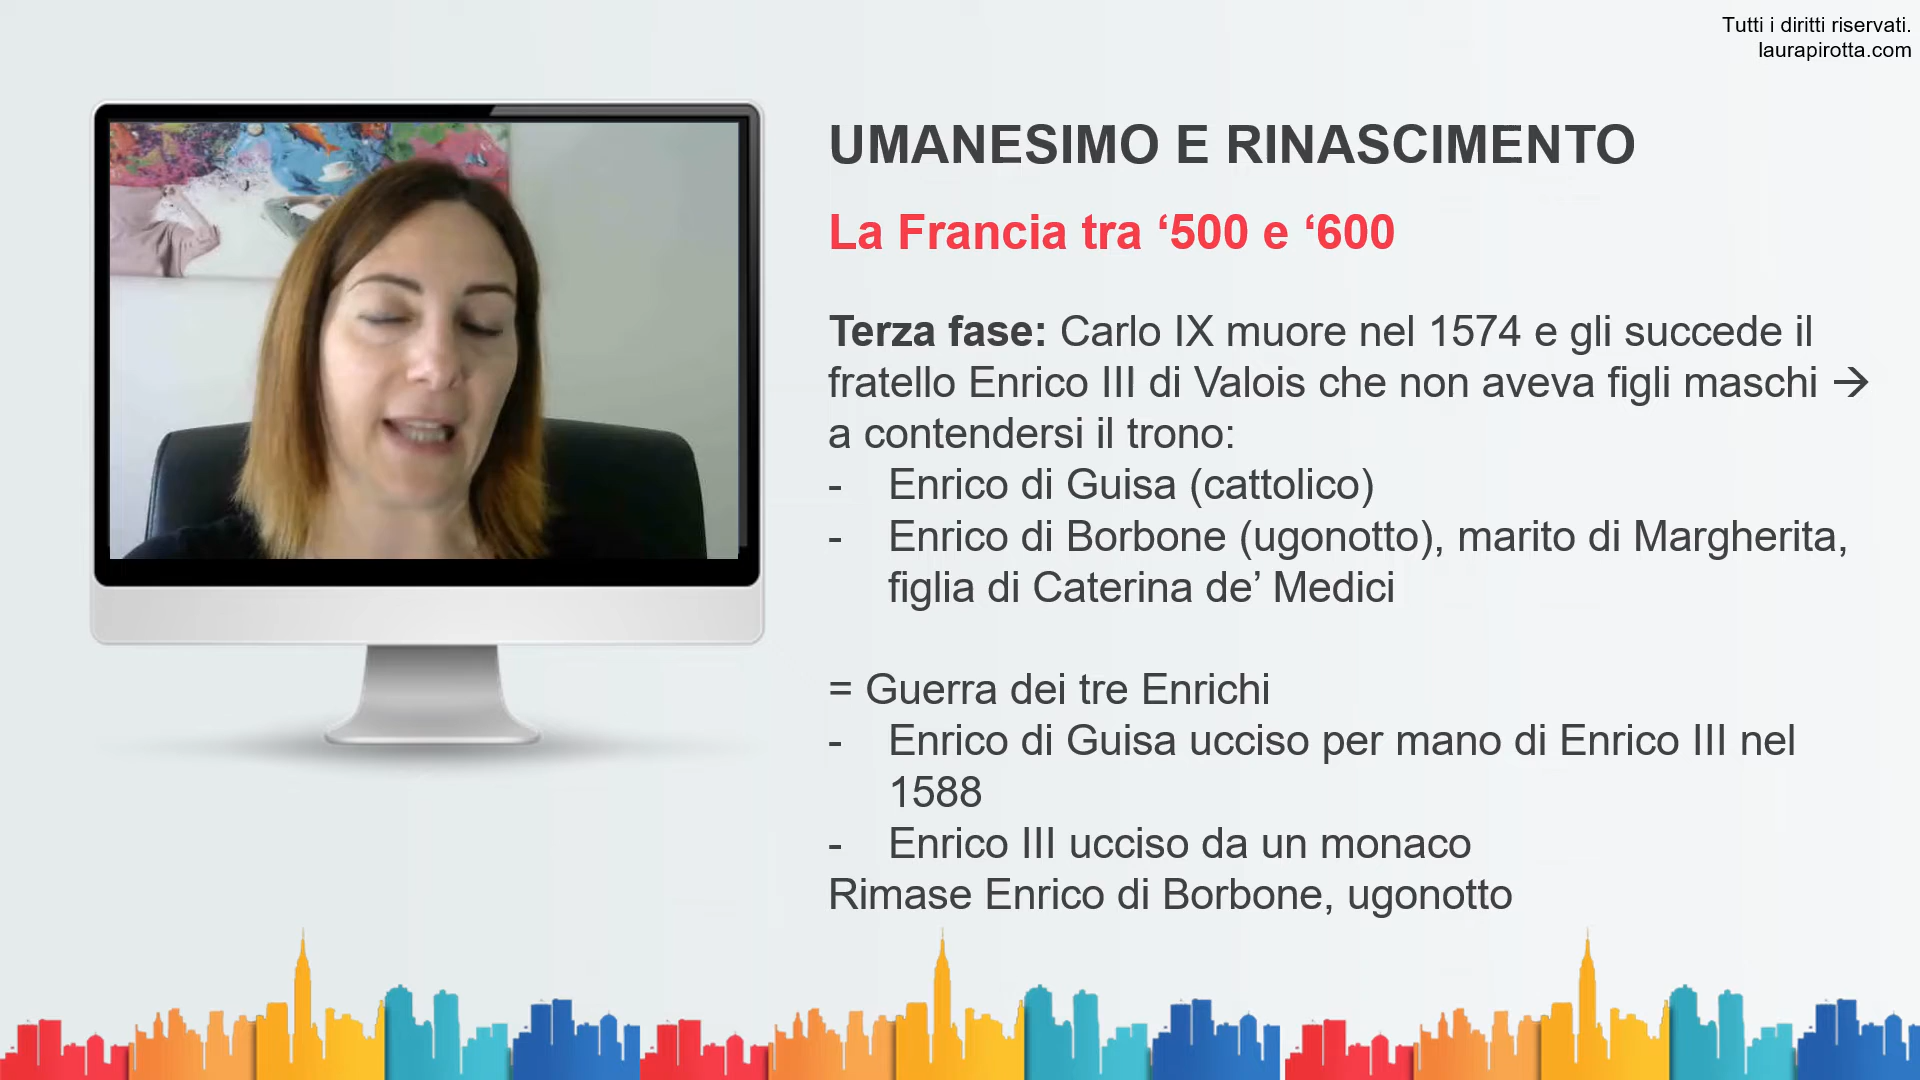 Tutti i diritti riservati.
laurapirotta.com
UMANESIMO E RINASCIMENTO
La Francia tra ‘500 e ‘600
Terza fase: Carlo IX muore nel 1574 e gli succede il
fratello Enrico III di Valois che non aveva figli maschi →
a contendersi il trono:
- Enrico di Guisa (cattolico)
- Enrico di Borbone (ugonotto), marito di Margherita,
figlia di Caterina de’ Medici
= Guerra dei tre Enrichi
- Enrico di Guisa ucciso per mano di Enrico III nel
1588
- Enrico III ucciso da un monaco
Rimase Enrico di Borbone, ugonotto